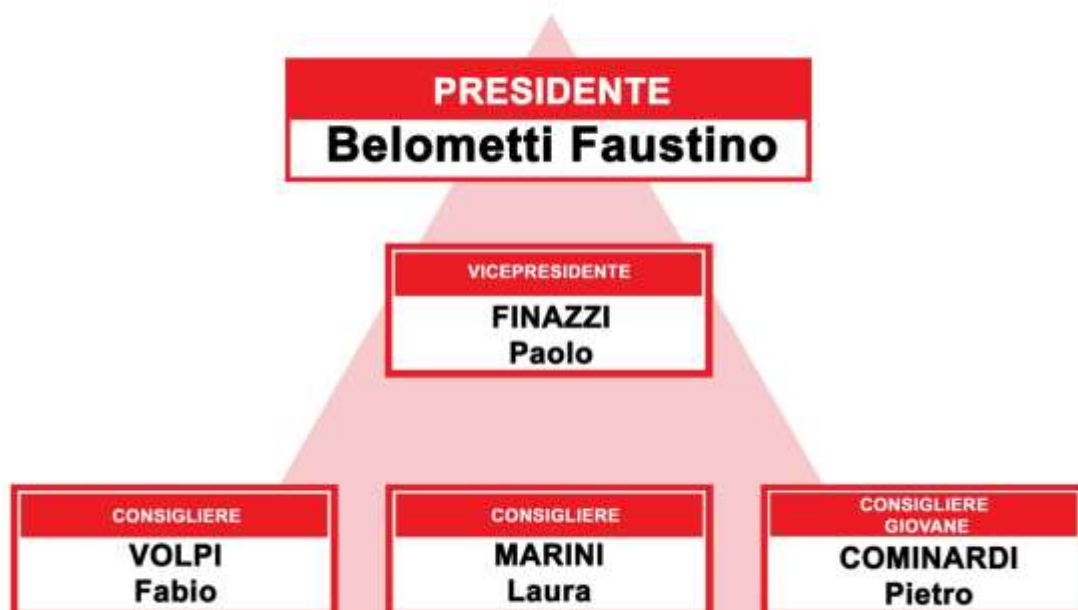 PRESIDENTE
Belometti Faustino
VICEPRESIDENTE
FINAZZI
Paolo
CONSIGLIERE
VOLPI
Fabio
CONSIGLIERE
MARINI
Laura
CONSIGLIERE
GIOVANE
COMINARDI
Pietro